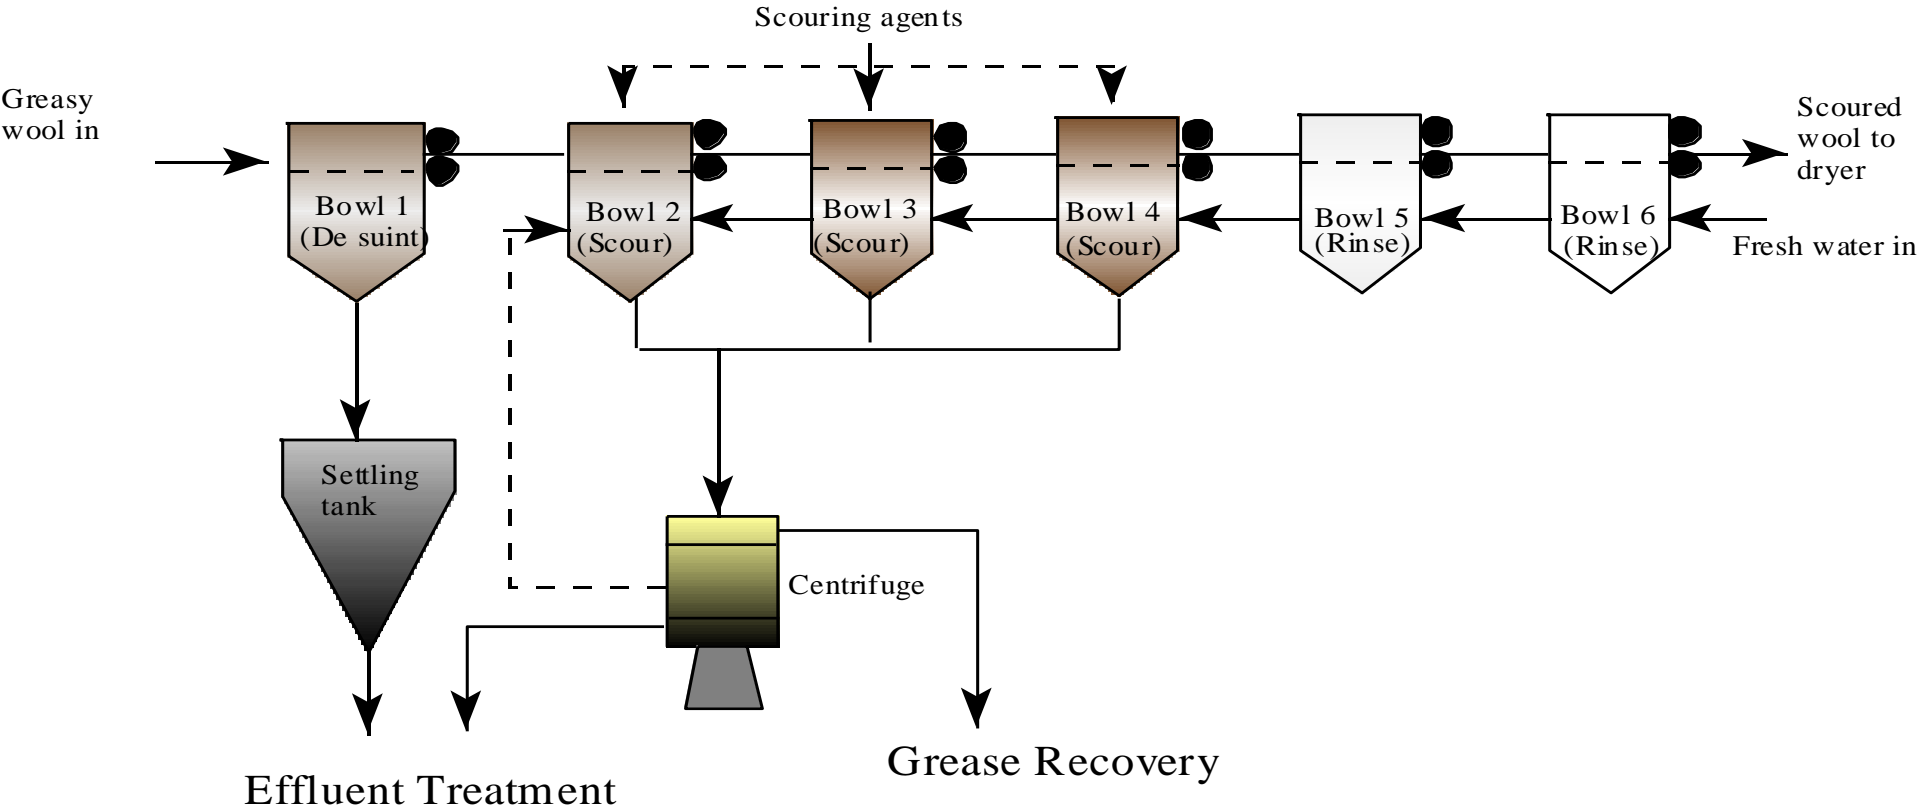 Scouring agents
Greasy
wool in
Scoured
wool to
dryer
Bowl 1
(De suint)
Bowl 2
(Scour)
Bowl 3
(Scour)
Bowl 4
(Scour)
Bowl 5
(Rinse)
Bowl 6
(Rinse)
Fresh water in
Settling
tank
Centrifuge
Grease Recovery
Effluent Treatment